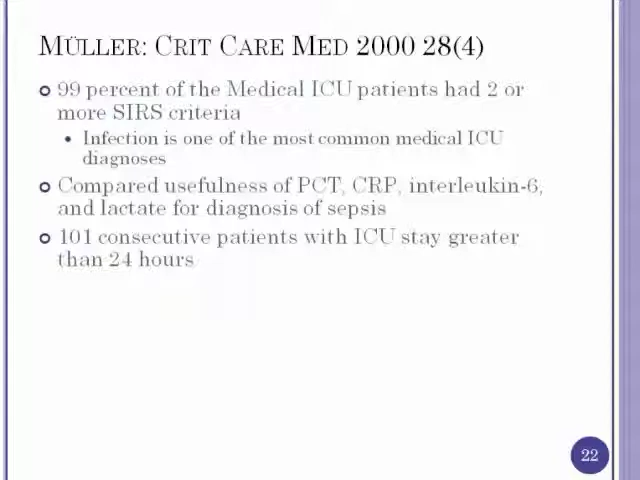 MÜLLER: CRIT CARE MED 2000 28(4)
99 percent of the Medical ICU patients had 2 or
more SIRS criteria
Infection is one of the most common medical ICU
diagnoses
Compared usefulness of PCT, CRP, interleukin-6,
and lactate for diagnosis of sepsis
101 consecutive patients with ICU stay greater
than 24 hours
22